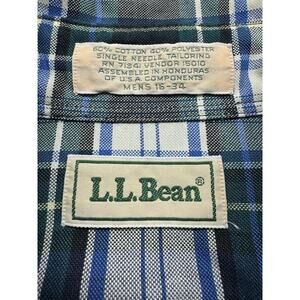 60% COTTON 40% POLYESTER
SINGLE NEEDLE TAILORING
RN 71341 VENDOR 15010
ASSEMBLED IN HONDURAS
OF U.S.A. COMPONENTS
MENS 16-34
L.L.Bean®